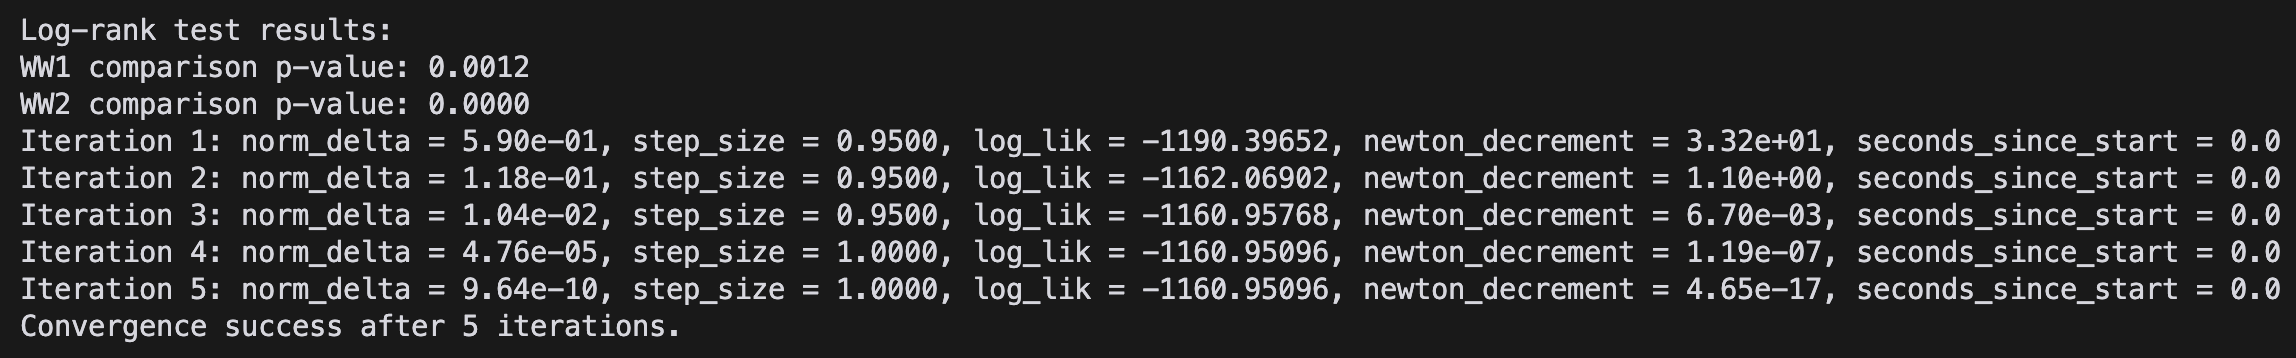 Log-rank test results:
WW1 comparison p-value: 0.0012
WW2 comparison p-value: 0.0000
Iteration 1: norm_delta = 5.90e-01, step_size = 0.9500, log_lik = -1190.39652, newton_decrement = 3.32e+01, seconds_since_start = 0.0
Iteration 2: norm_delta = 1.18e-01, step_size = 0.9500, log_lik = -1162.06902, newton_decrement = 1.10e+00, seconds_since_start = 0.0
Iteration 3: norm_delta = 1.04e-02, step_size = 0.9500, log_lik = -1160.95768, newton_decrement = 6.70e-03, seconds_since_start = 0.0
Iteration 4: norm_delta = 4.76e-05, step_size = 1.0000, log_lik = -1160.95096, newton_decrement = 1.19e-07, seconds_since_start = 0.0
Iteration 5: norm_delta = 9.64e-10, step_size = 1.0000, log_lik = -1160.95096, newton_decrement = 4.65e-17, seconds_since_start = 0.0
Convergence success after 5 iterations.